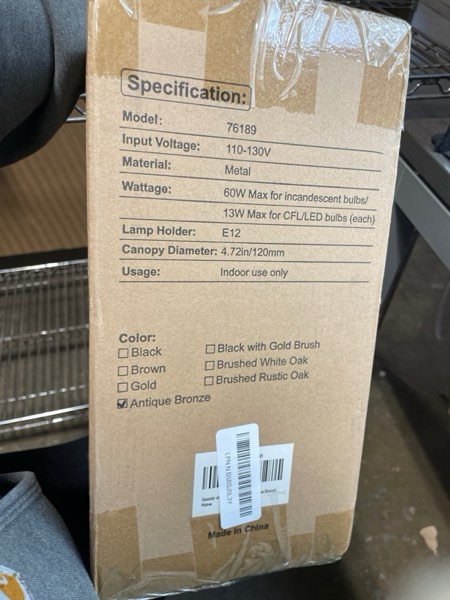 Specification:
Model: 76189
Input Voltage: 110-130V
Material: Metal
Wattage: 60W Max for incandescent bulbs/
13W Max for CFL/LED bulbs (each)
Lamp Holder: E12
Canopy Diameter: 4.72in/120mm
Usage: Indoor use only
Color:
Black
Black with Gold Brush
Brown
Brushed White Oak
Gold
Brushed Rustic Oak
Antique Bronze
New
Made in China